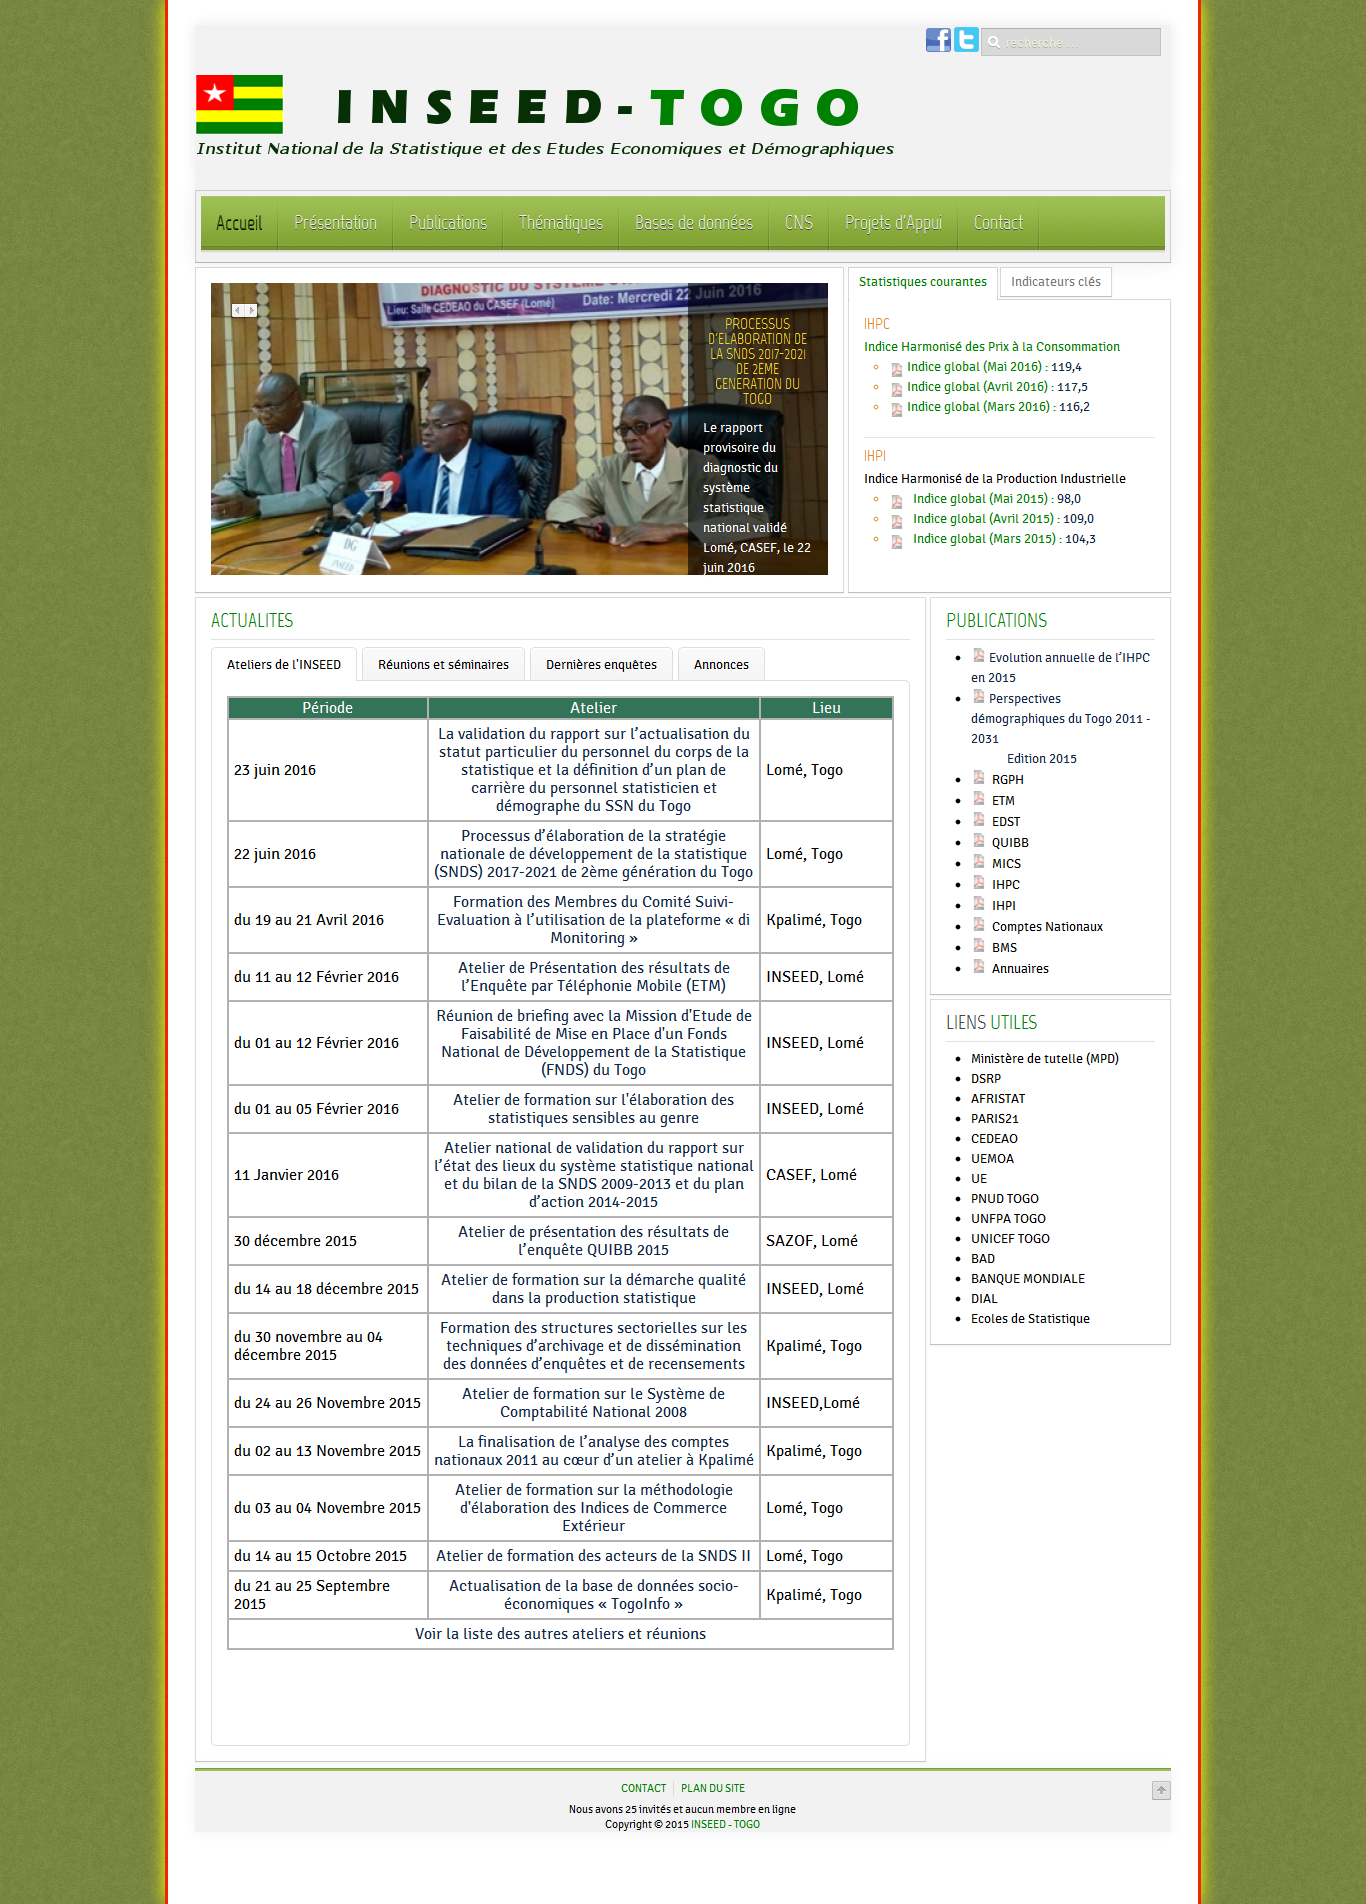 recherche ...
INSEED-TOGO
Institut National de la Statistique et des Etudes Economiques et Démographiques
Accueil
Présentation
Publications
Thématiques
Bases de données
CNS
Projets d'Appui
Contact
DIAGNOSTIC DU SYSTEME
Lieu: Salle CEDEAO du CASEF (Lomé)
Date: Mercredi 22 Juin 2016
DG
INSEED
PROCESSUS
D'ELABORATION DE
LA SNDS 2017-2021
DE 2EME
GENERATION DU
TOGO
Le rapport
provisoire du
diagnostic du
système
statistique
national validé
Lomé, CASEF, le 22
juin 2016
Statistiques courantes
Indicateurs clés
IHPC
Indice Harmonisé des Prix à la Consommation
Indice global (Mai 2016) : 119,4
Indice global (Avril 2016) : 117,5
Indice global (Mars 2016) : 116,2
IHPI
Indice Harmonisé de la Production Industrielle
Indice global (Mai 2015) : 98,0
Indice global (Avril 2015) : 109,0
Indice global (Mars 2015) : 104,3
ACTUALITES
Ateliers de l'INSEED
Réunions et séminaires
Dernières enquêtes
Annonces
Période
Atelier
Lieu
23 juin 2016
La validation du rapport sur l’actualisation du
statut particulier du personnel du corps de la
statistique et la définition d’un plan de
carrière du personnel statisticien et
démographe du SSN du Togo
Lomé, Togo
22 juin 2016
Processus d’élaboration de la stratégie
nationale de développement de la statistique
(SNDS) 2017-2021 de 2ème génération du Togo
Lomé, Togo
du 19 au 21 Avril 2016
Formation des Membres du Comité Suivi-
Evaluation à l’utilisation de la plateforme « di
Monitoring »
Kpalimé, Togo
du 11 au 12 Février 2016
Atelier de Présentation des résultats de
l’Enquête par Téléphonie Mobile (ETM)
INSEED, Lomé
du 01 au 12 Février 2016
Réunion de briefing avec la Mission d'Etude de
Faisabilité de Mise en Place d'un Fonds
National de Développement de la Statistique
(FNDS) du Togo
INSEED, Lomé
du 01 au 05 Février 2016
Atelier de formation sur l'élaboration des
statistiques sensibles au genre
INSEED, Lomé
11 Janvier 2016
Atelier national de validation du rapport sur
l’état des lieux du système statistique national
et du bilan de la SNDS 2009-2013 et du plan
d’action 2014-2015
CASEF, Lomé
30 décembre 2015
Atelier de présentation des résultats de
l’enquête QUIBB 2015
SAZOF, Lomé
du 14 au 18 décembre 2015
Atelier de formation sur la démarche qualité
dans la production statistique
INSEED, Lomé
du 30 novembre au 04
décembre 2015
Formation des structures sectorielles sur les
techniques d’archivage et de dissémination
des données d’enquêtes et de recensements
Kpalimé, Togo
du 24 au 26 Novembre 2015
Atelier de formation sur le Système de
Comptabilité National 2008
INSEED,Lomé
du 02 au 13 Novembre 2015
La finalisation de l’analyse des comptes
nationaux 2011 au cœur d’un atelier à Kpalimé
Kpalimé, Togo
du 03 au 04 Novembre 2015
Atelier de formation sur la méthodologie
d'élaboration des Indices de Commerce
Extérieur
Lomé, Togo
du 14 au 15 Octobre 2015
Atelier de formation des acteurs de la SNDS II
Lomé, Togo
du 21 au 25 Septembre
2015
Actualisation de la base de données socio-
économiques « TogoInfo »
Kpalimé, Togo
Voir la liste des autres ateliers et réunions
PUBLICATIONS
Evolution annuelle de l’IHPC
en 2015
Perspectives
démographiques du Togo 2011 -
2031
Edition 2015
RGPH
ETM
EDST
QUIBB
MICS
IHPC
IHPI
Comptes Nationaux
BMS
Annuaires
LIENS UTILES
Ministère de tutelle (MPD)
DSRP
AFRISTAT
PARIS21
CEDEAO
UEMOA
UE
PNUD TOGO
UNFPA TOGO
UNICEF TOGO
BAD
BANQUE MONDIALE
DIAL
Ecoles de Statistique
CONTACT
PLAN DU SITE
Nous avons 25 invités et aucun membre en ligne
Copyright © 2015 INSEED - TOGO